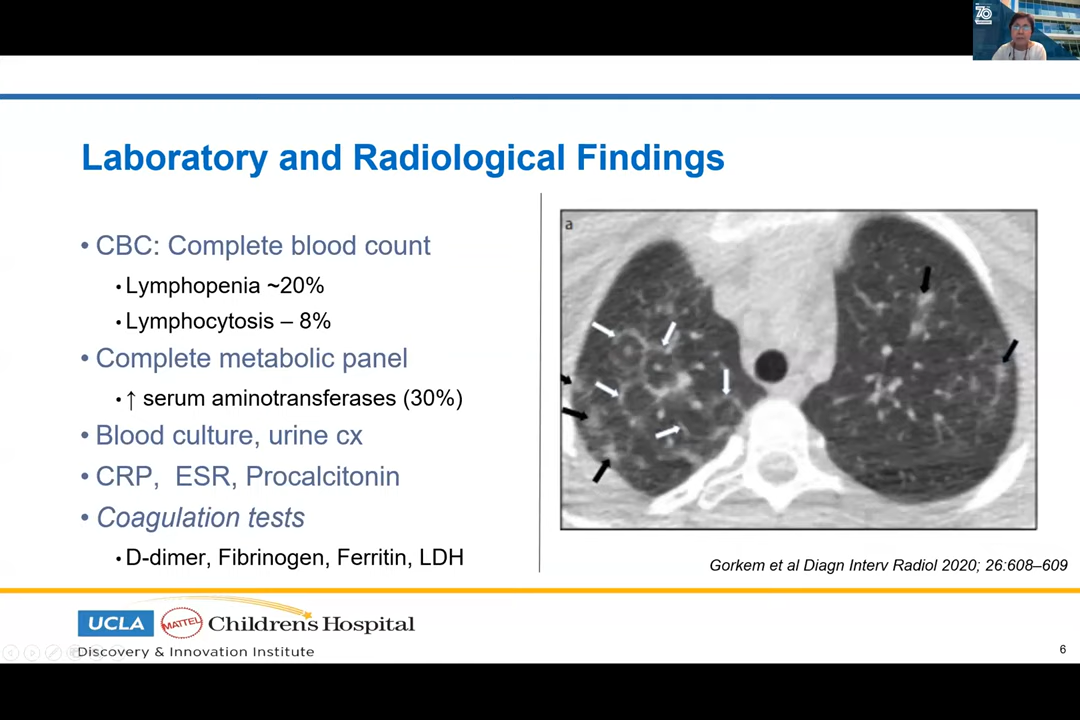 70
Laboratory and Radiological Findings
• CBC: Complete blood count
• Lymphopenia ~20%
• Lymphocytosis – 8%
• Complete metabolic panel
• ↑ serum aminotransferases (30%)
• Blood culture, urine cx
• CRP, ESR, Procalcitonin
• Coagulation tests
• D-dimer, Fibrinogen, Ferritin, LDH
a
Gorkem et al Diagn Interv Radiol 2020; 26:608–609
UCLA MATTEL Children's Hospital
Discovery & Innovation Institute
6